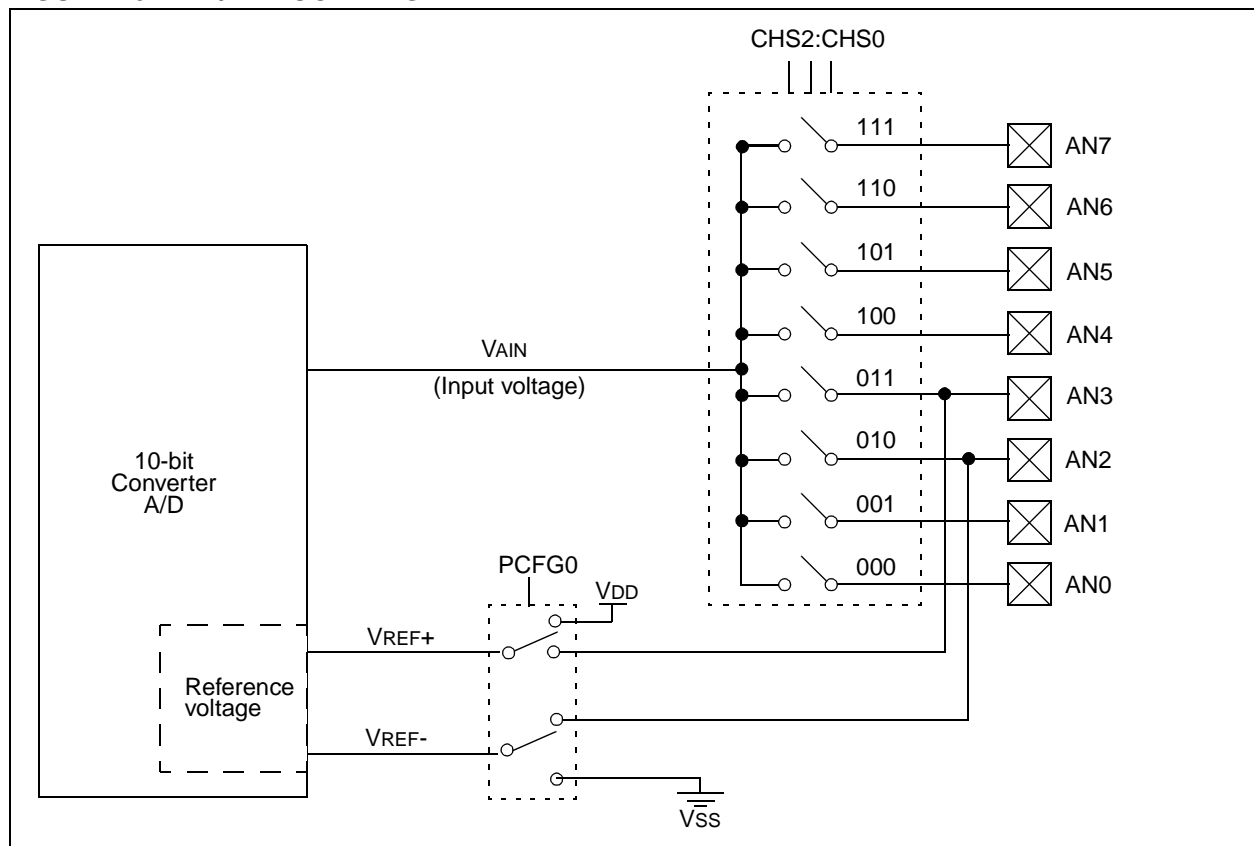 CHS2:CHS0
111
AN7
110
AN6
101
AN5
100
AN4
VAIN
(Input voltage)
011
AN3
010
AN2
10-bit
Converter
A/D
001
AN1
PCFG0
000
AN0
VDD
VREF+
Reference
voltage
VREF-
VSS